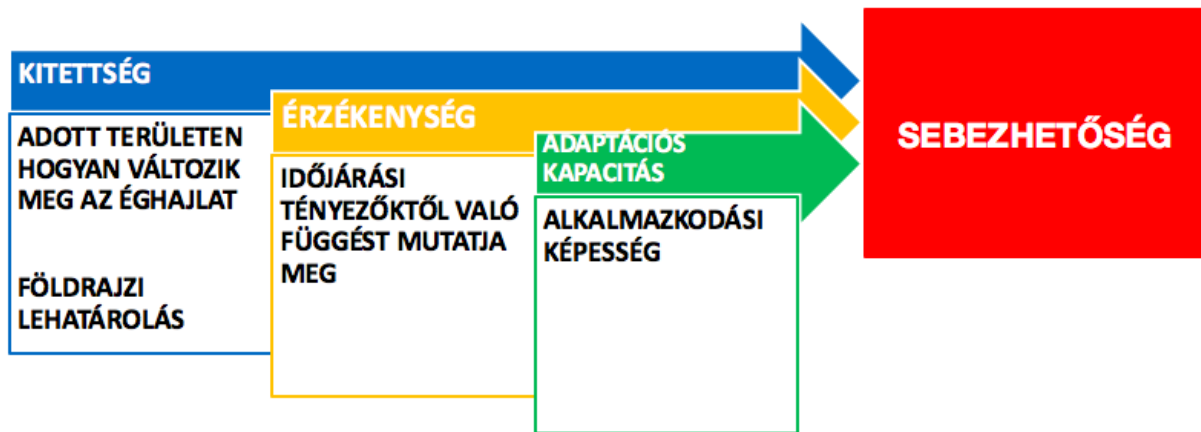 KITETTSÉG
ADOTT TERÜLETEN
HOGYAN VÁLTOZIK
MEG AZ ÉGHAJLAT
FÖLDRAJZI
LEHATÁROLÁS
ÉRZÉKENYSÉG
IDŐJÁRÁSI
TÉNYEZŐKTŐL VALÓ
FÜGGÉST MUTATJA
MEG
ADAPTÁCIÓS
KAPACITÁS
ALKALMAZKODÁSI
KÉPESSÉG
SEBEZHETŐSÉG